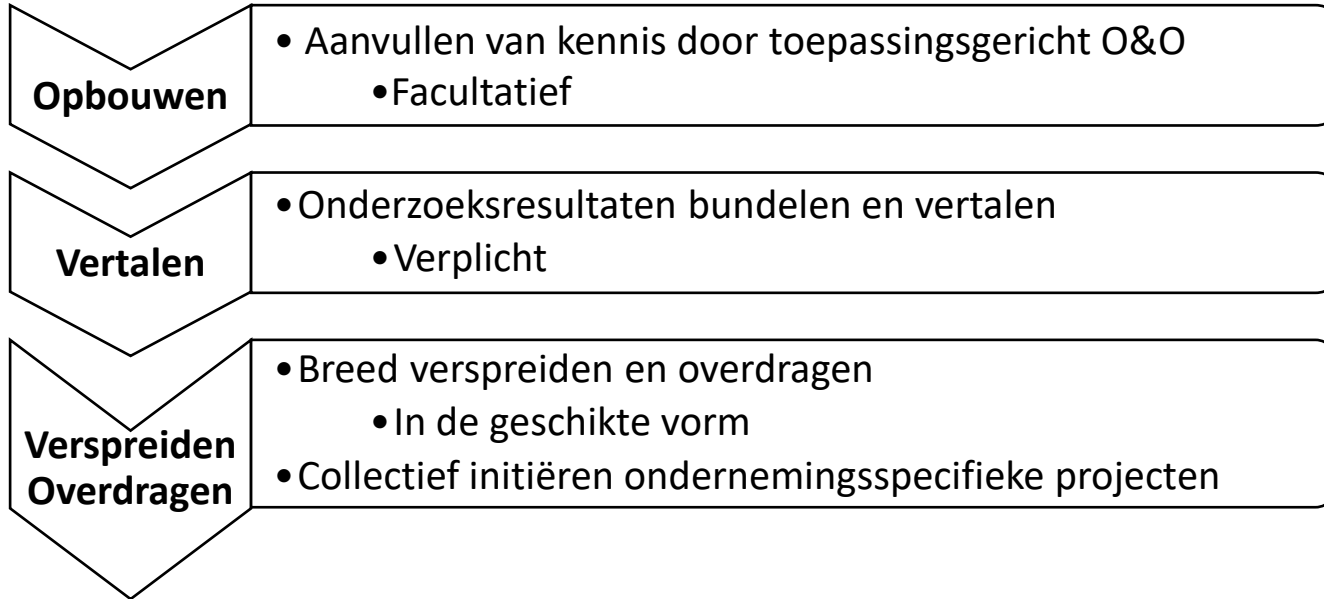 Opbouwen
• Aanvullen van kennis door toepassingsgericht O&O
• Facultatief
Vertalen
• Onderzoeksresultaten bundelen en vertalen
• Verplicht
Verspreiden
Overdragen
• Breed verspreiden en overdragen
• In de geschikte vorm
• Collectief initiëren ondernemingsspecifieke projecten